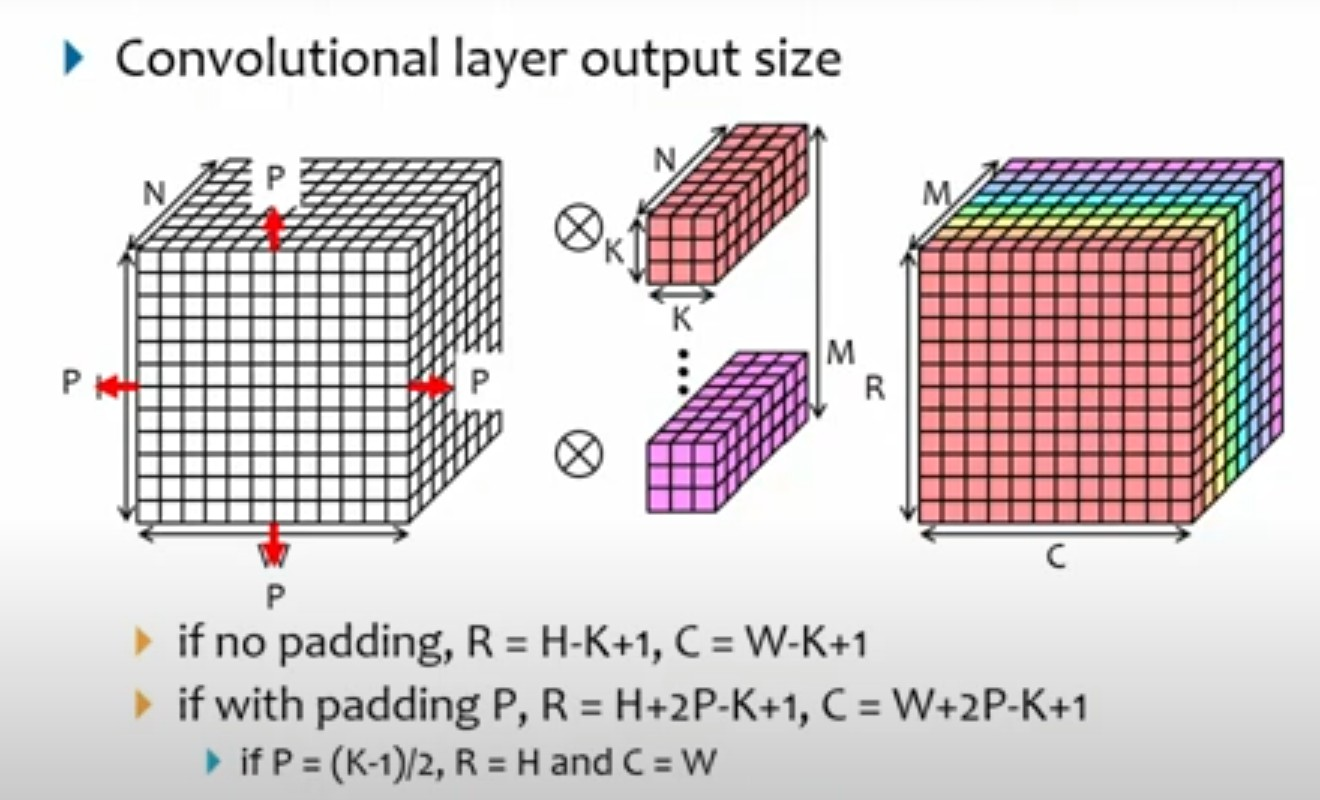 Convolutional layer output size
N
P
P
P
W
P
N
K
K
M
M
R
C
if no padding, R = H-K+1, C = W-K+1
if with padding P, R = H+2P-K+1, C = W+2P-K+1
if P = (K-1)/2, R = H and C = W